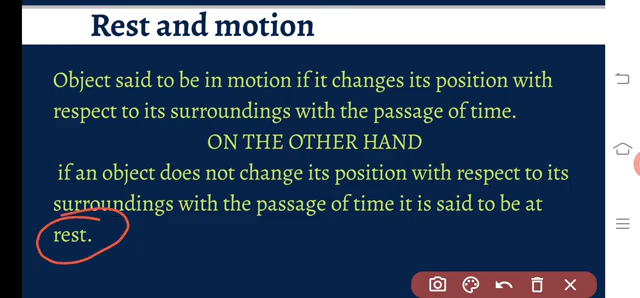 Rest and motion
Object said to be in motion if it changes its position with
respect to its surroundings with the passage of time.
ON THE OTHER HAND
if an object does not change its position with respect to its
surroundings with the passage of time it is said to be at
rest.